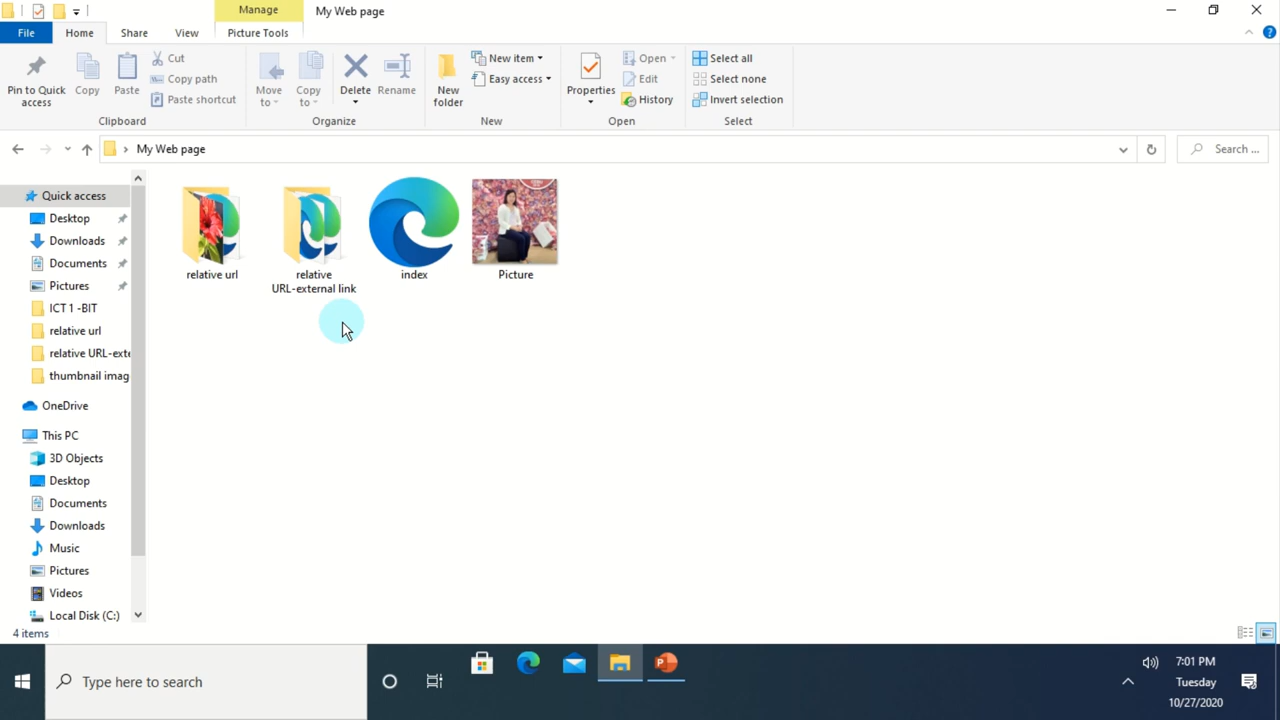 Manage
My Web page
File
Home
Share
View
Picture Tools
Pin to Quick
access
Copy
Paste
Cut
Copy path
Paste shortcut
Clipboard
Move
to
Copy
to
Delete
Rename
Organize
New
folder
New item
Easy access
New
Properties
Open
Edit
History
Open
Select all
Select none
Invert selection
Select
My Web page
Search ...
Quick access
Desktop
Downloads
Documents
Pictures
ICT 1 -BIT
relative url
relative URL-exte
thumbnail imag
OneDrive
This PC
3D Objects
Desktop
Documents
Downloads
Music
Pictures
Videos
Local Disk (C:)
relative url
relative
URL-external link
index
Picture
4 items
Type here to search
7:01 PM
Tuesday
10/27/2020